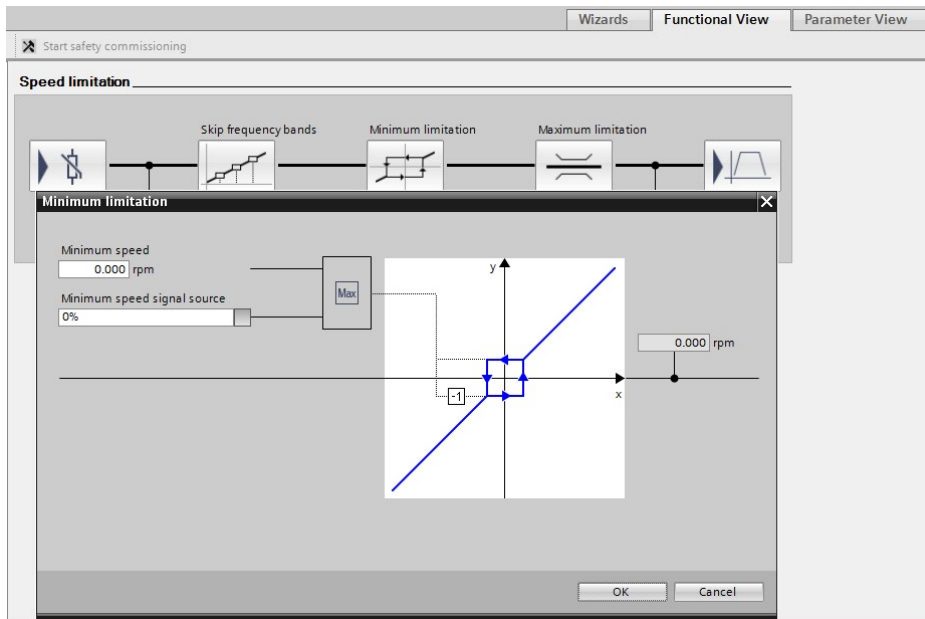 Wizards
Functional View
Parameter View
Start safety commissioning
Speed limitation
Skip frequency bands
Minimum limitation
Maximum limitation
Minimum limitation
Minimum speed
0.000 rpm
Minimum speed signal source
0%
Max
y
0.000 rpm
x
-1
OK
Cancel